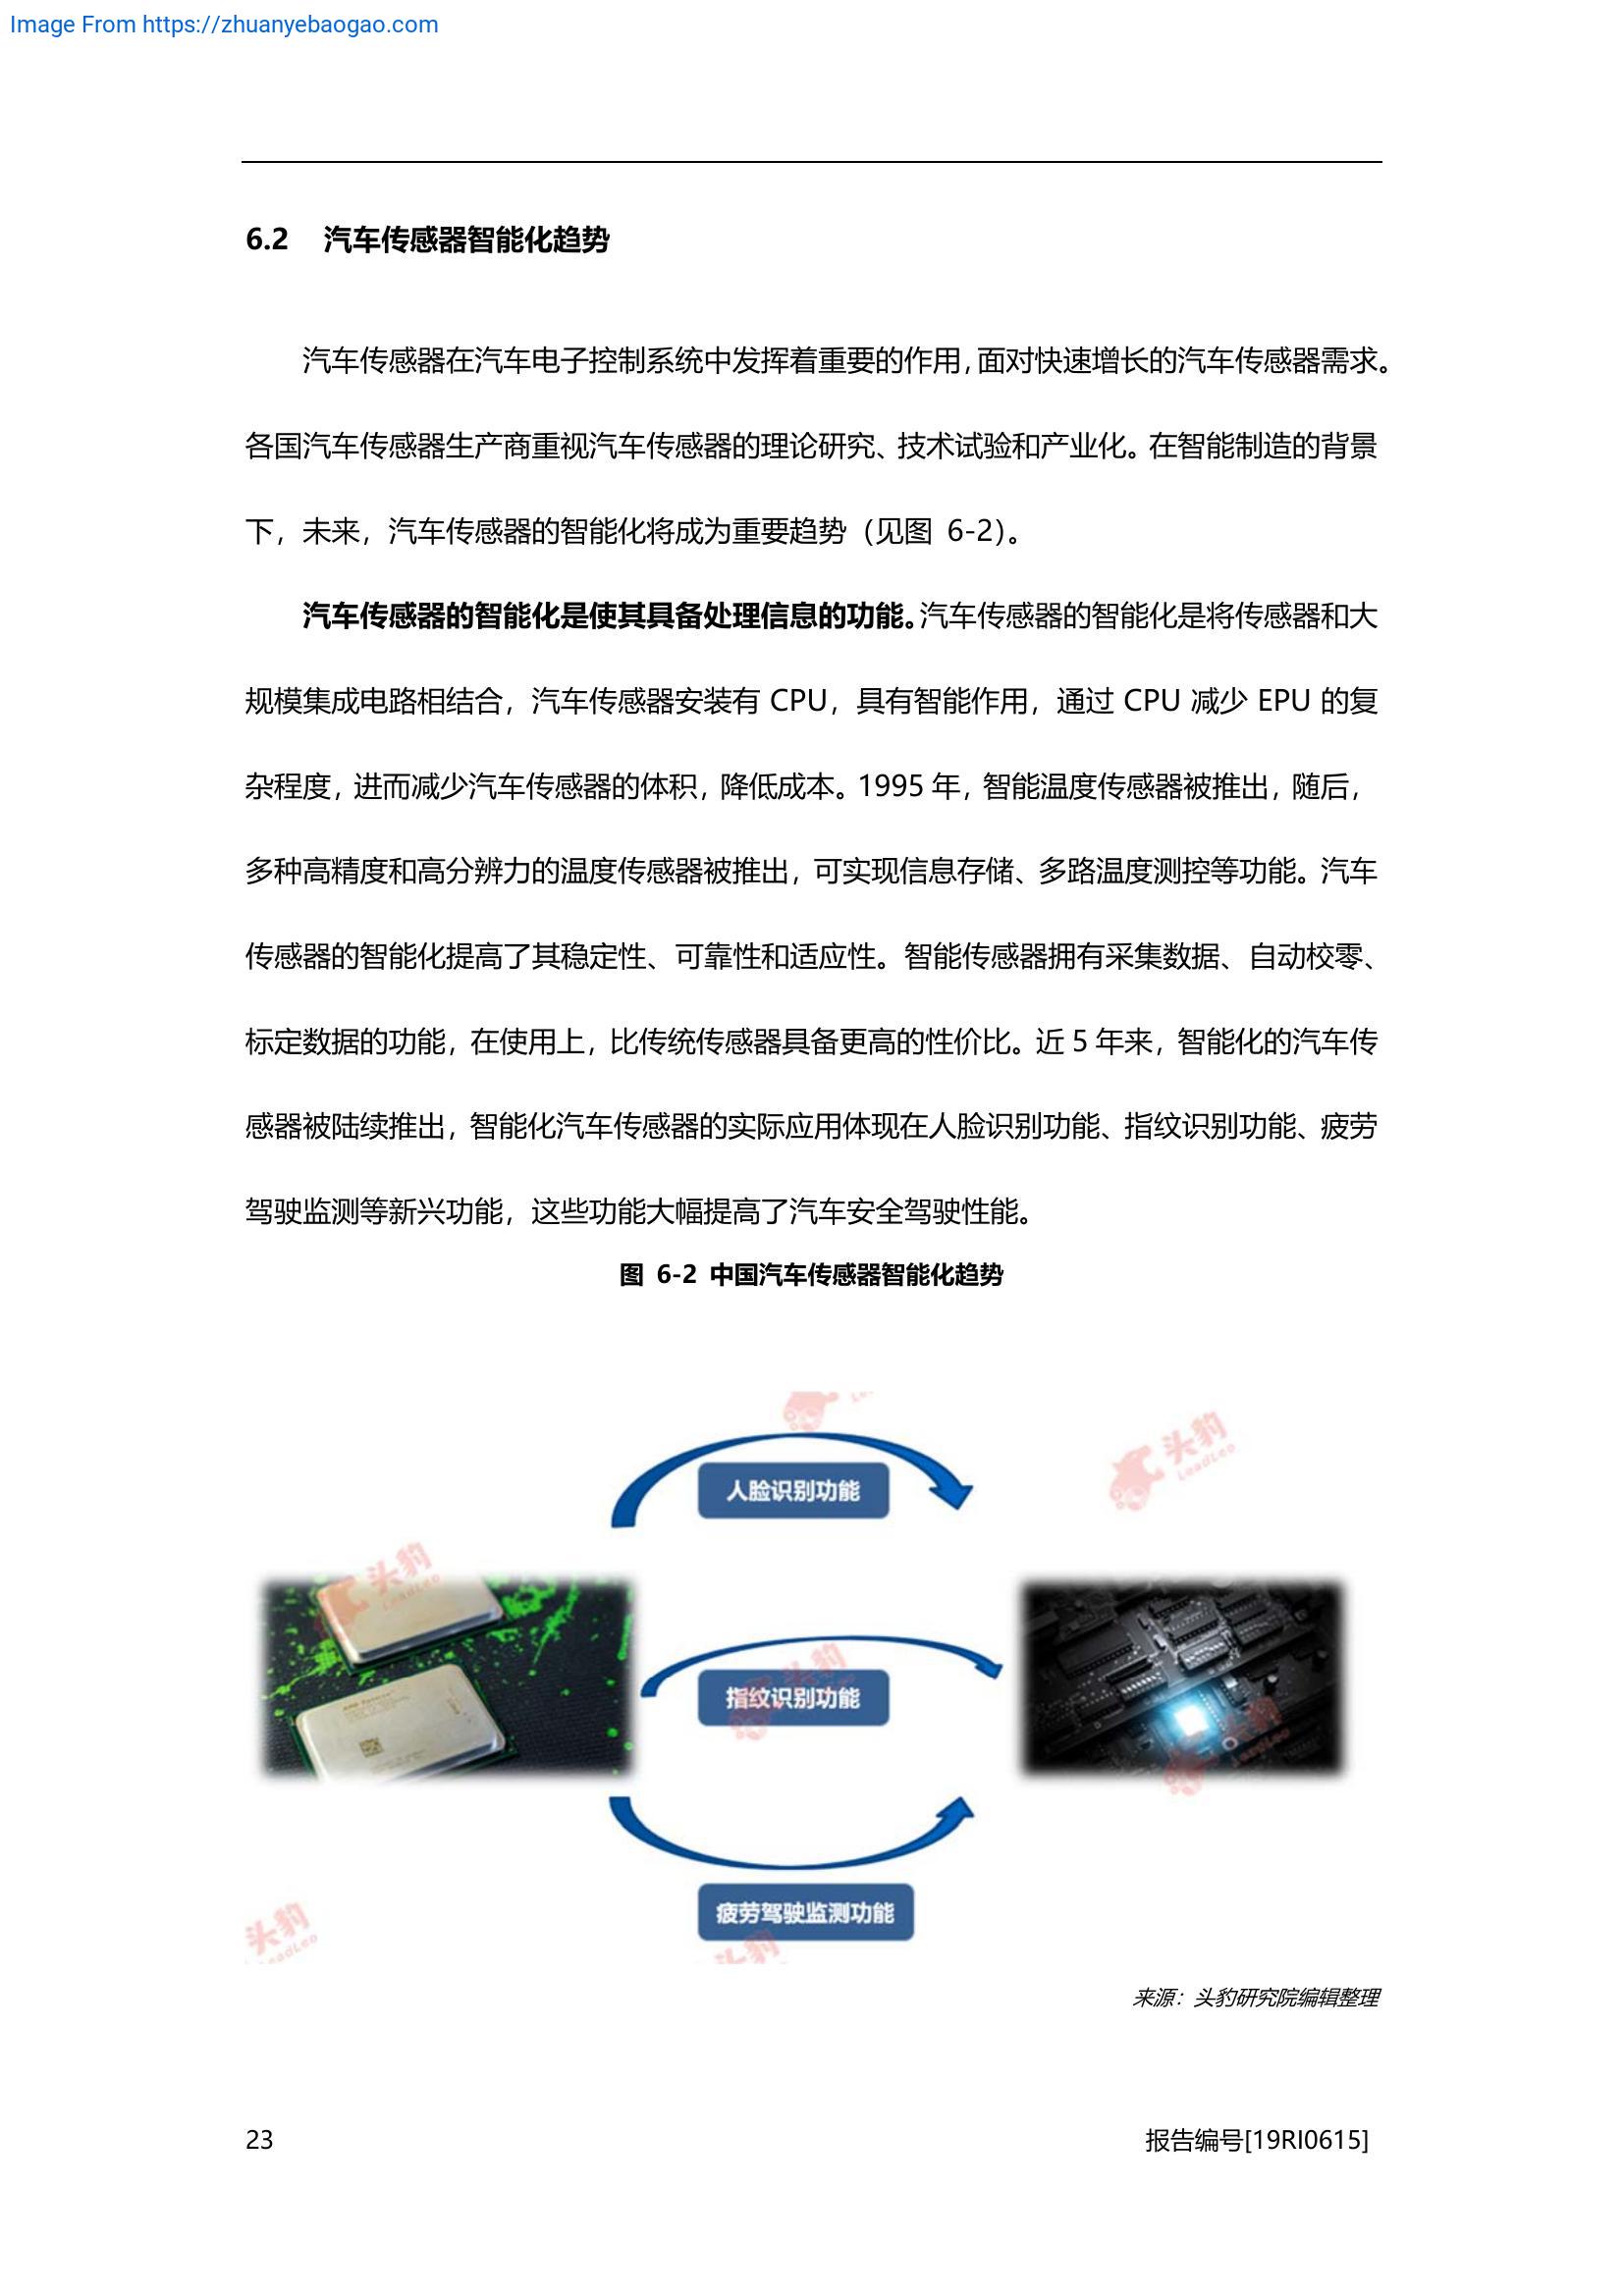 Image From https://zhuanyebaogao.com
6.2 汽车传感器智能化趋势
汽车传感器在汽车电子控制系统中发挥着重要的作用，面对快速增长的汽车传感器需求。
各国汽车传感器生产商重视汽车传感器的理论研究、技术试验和产业化。在智能制造的背景
下，未来，汽车传感器的智能化将成为重要趋势（见图 6-2）。
汽车传感器的智能化是使其具备处理信息的功能。汽车传感器的智能化是将传感器和大
规模集成电路相结合，汽车传感器安装有 CPU，具有智能作用，通过 CPU 减少 EPU 的复
杂程度，进而减少汽车传感器的体积，降低成本。1995 年，智能温度传感器被推出，随后，
多种高精度和高分辨力的温度传感器被推出，可实现信息存储、多路温度测控等功能。汽车
传感器的智能化提高了其稳定性、可靠性和适应性。智能传感器拥有采集数据、自动校零、
标定数据的功能，在使用上，比传统传感器具备更高的性价比。近 5 年来，智能化的汽车传
感器被陆续推出，智能化汽车传感器的实际应用体现在人脸识别功能、指纹识别功能、疲劳
驾驶监测等新兴功能，这些功能大幅提高了汽车安全驾驶性能。
图 6-2 中国汽车传感器智能化趋势
头豹
LeadLeo
人脸识别功能
头豹
LeadLeo
头豹
指纹识别功能
头豹
LeadLeo
疲劳驾驶监测功能
头豹
LeadLeo
头豹
来源：头豹研究院编辑整理
23
报告编号[19RI0615]